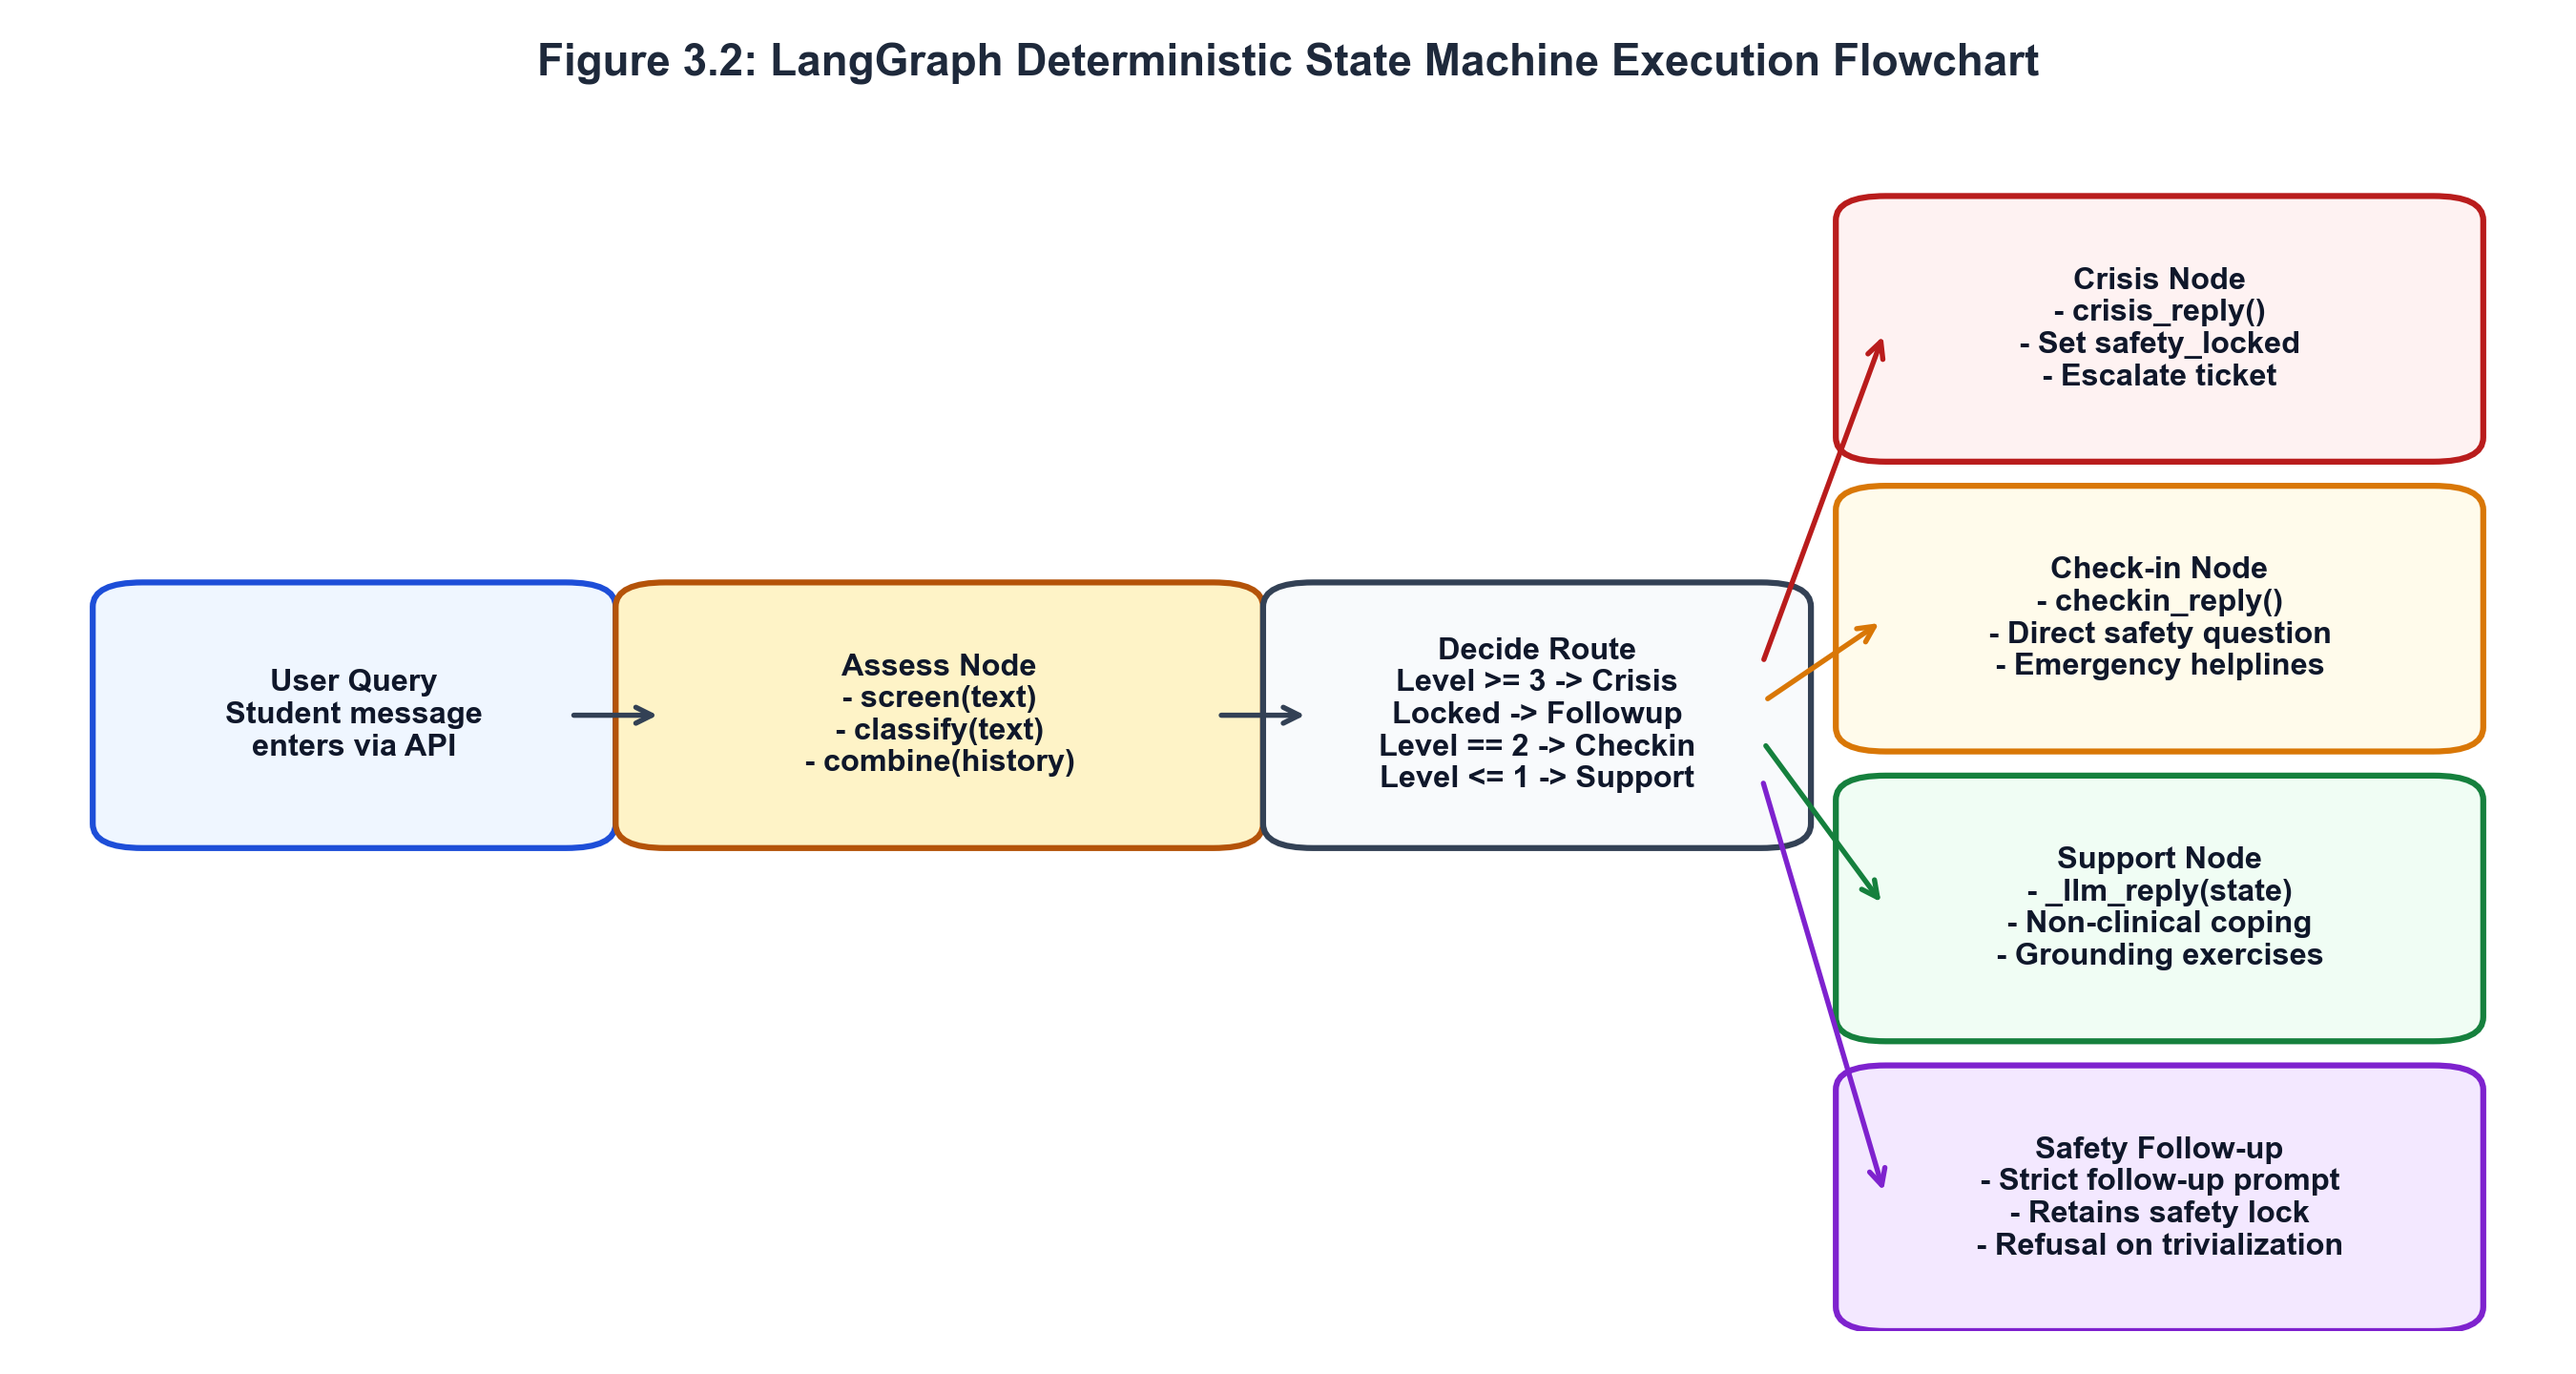 Figure 3.2: LangGraph Deterministic State Machine Execution Flowchart
User Query
Student message
enters via API
Assess Node
- screen(text)
- classify(text)
- combine(history)
Decide Route
Level >= 3 -> Crisis
Locked -> Followup
Level == 2 -> Checkin
Level <= 1 -> Support
Crisis Node
- crisis_reply()
- Set safety_locked
- Escalate ticket
Check-in Node
- checkin_reply()
- Direct safety question
- Emergency helplines
Support Node
- _llm_reply(state)
- Non-clinical coping
- Grounding exercises
Safety Follow-up
- Strict follow-up prompt
- Retains safety lock
- Refusal on trivialization